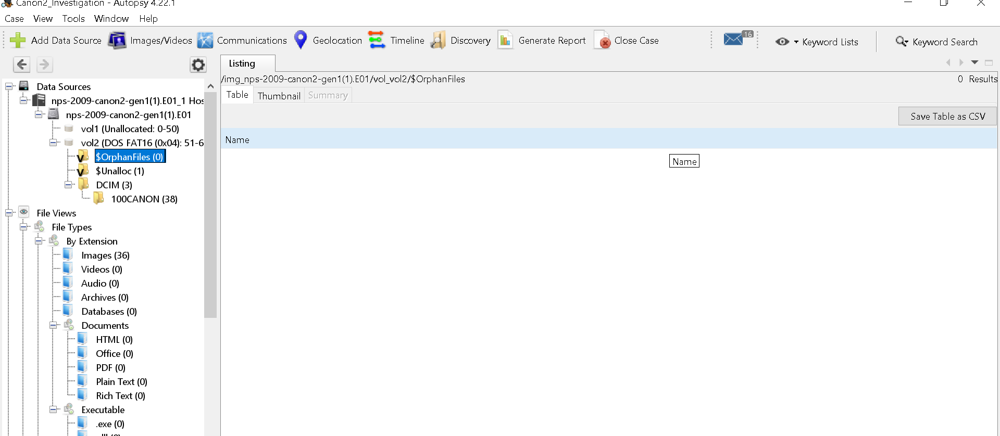 Canon2_Investigation - Autopsy 4.22.1
Case View Tools Window Help
Add Data Source Images/Videos Communications Geolocation Timeline Discovery Generate Report Close Case 16 Keyword Lists Keyword Search
Listing
/img_nps-2009-canon2-gen1(1).E01/vol_vol2/$OrphanFiles 0 Results
Table Thumbnail Summary
Save Table as CSV
Name
Name
Data Sources
nps-2009-canon2-gen1(1).E01_1 Hos
nps-2009-canon2-gen1(1).E01
vol1 (Unallocated: 0-50)
vol2 (DOS FAT16 (0x04): 51-6
$OrphanFiles (0)
$Unalloc (1)
DCIM (3)
100CANON (38)
File Views
File Types
By Extension
Images (36)
Videos (0)
Audio (0)
Archives (0)
Databases (0)
Documents
HTML (0)
Office (0)
PDF (0)
Plain Text (0)
Rich Text (0)
Executable
.exe (0)